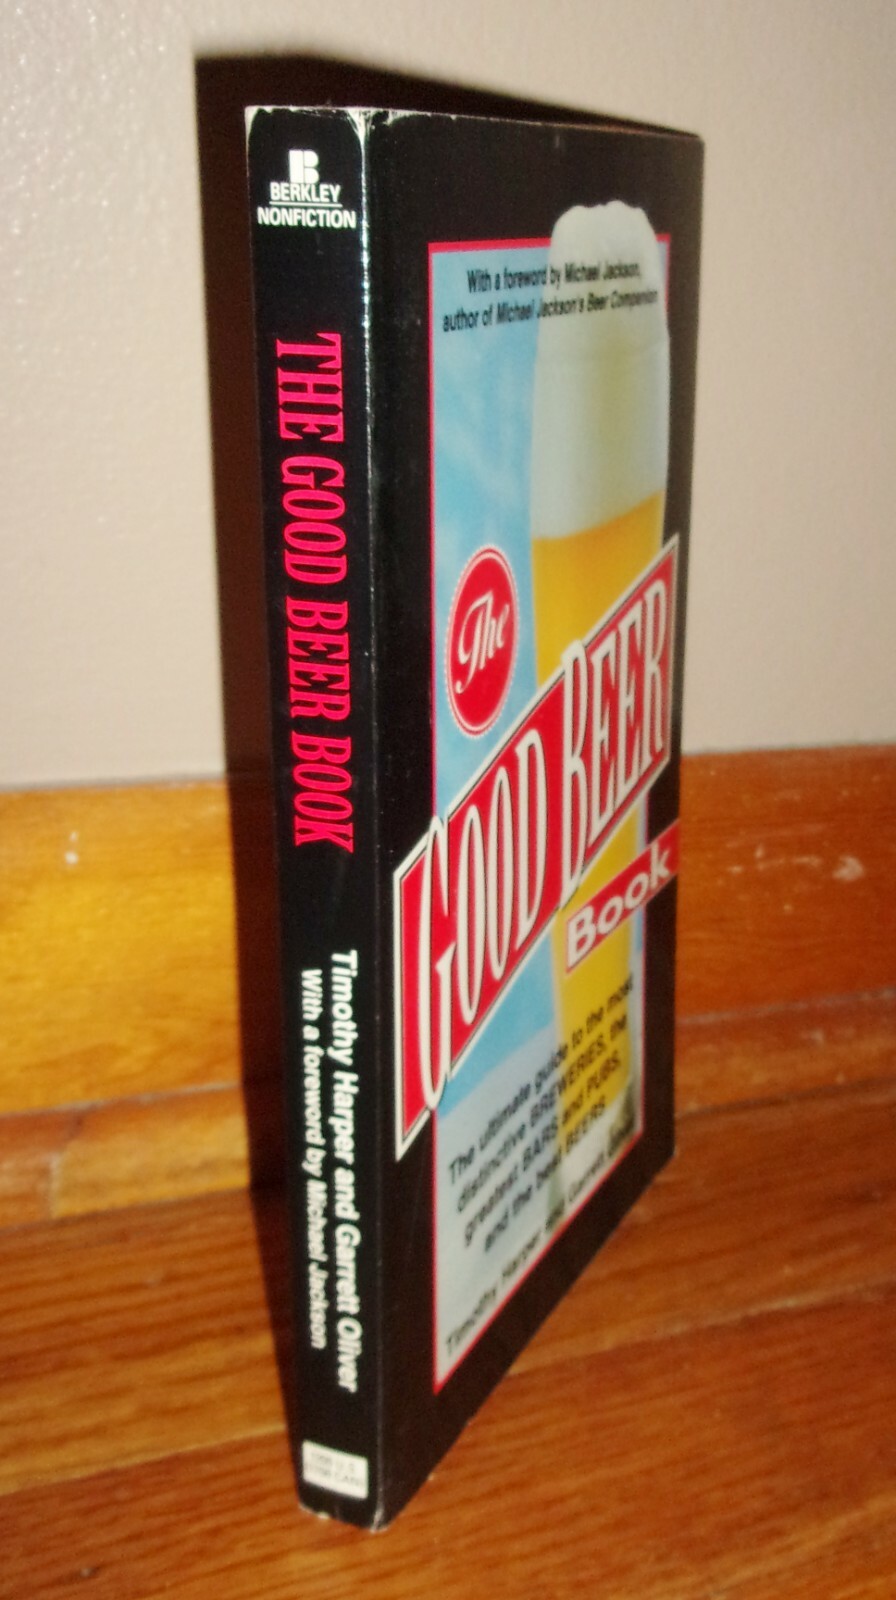 B
BERKLEY
NONFICTION
THE GOOD BEER BOOK
Timothy Harper and Garrett Oliver
With a foreword by Michael Jackson
With a foreword by Michael Jackson,
author of Michael Jackson's Beer Companion
The
GOOD BEER
Book
The ultimate guide to the most
distinctive BREWERIES, the
greatest BARS and PUBS,
and the best BEERS
Timothy Harper and Garrett